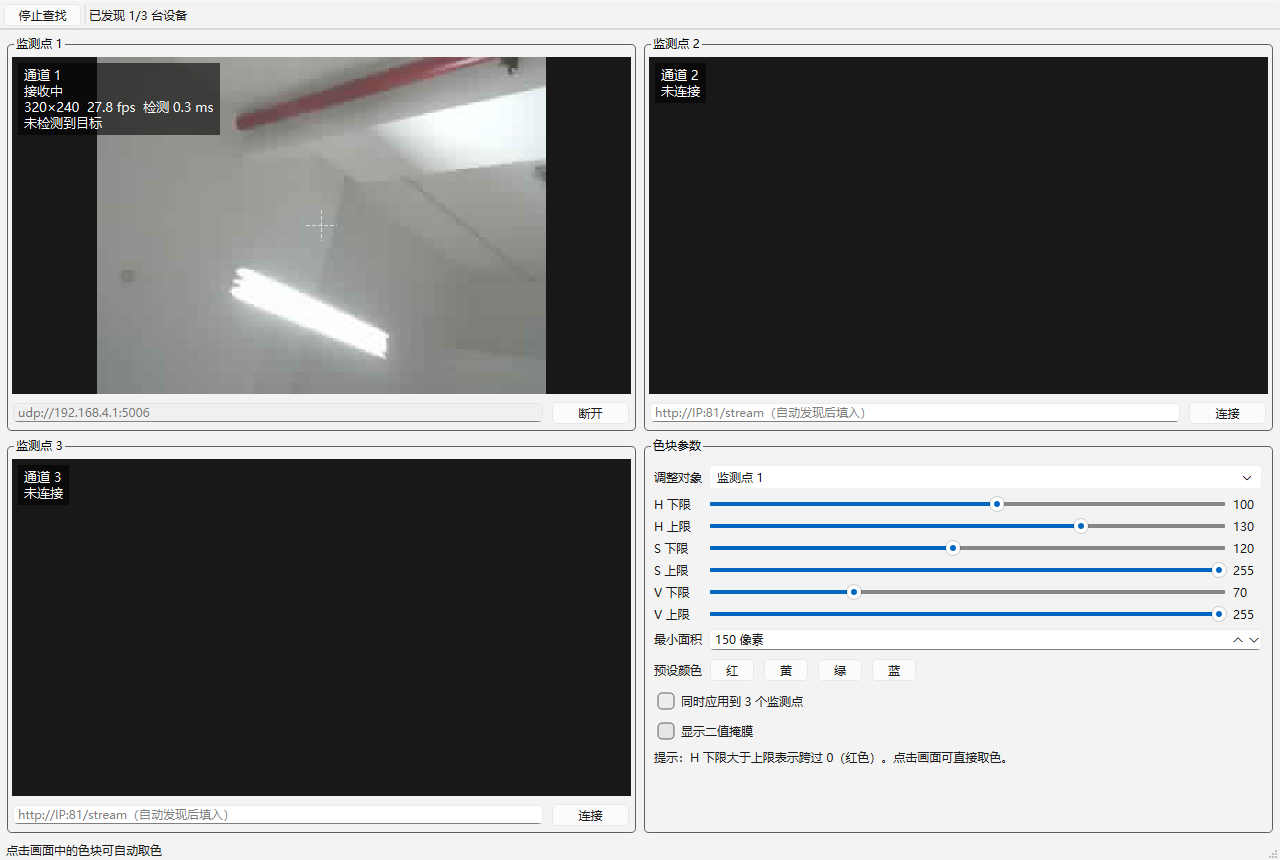 停止查找 已发现 1/3 台设备
监测点 1
通道 1
接收中
320×240 27.8 fps 检测 0.3 ms
未检测到目标
udp://192.168.4.1:5006 断开
监测点 2
通道 2
未连接
http://IP:81/stream（自动发现后填入） 连接
监测点 3
通道 3
未连接
http://IP:81/stream（自动发现后填入） 连接
色块参数
调整对象 监测点 1
H 下限 100
H 上限 130
S 下限 120
S 上限 255
V 下限 70
V 上限 255
最小面积 150 像素
预设颜色 红 黄 绿 蓝
同时应用到 3 个监测点
显示二值掩膜
提示：H 下限大于上限表示跨过 0（红色）。点击画面可直接取色。
点击画面中的色块可自动取色